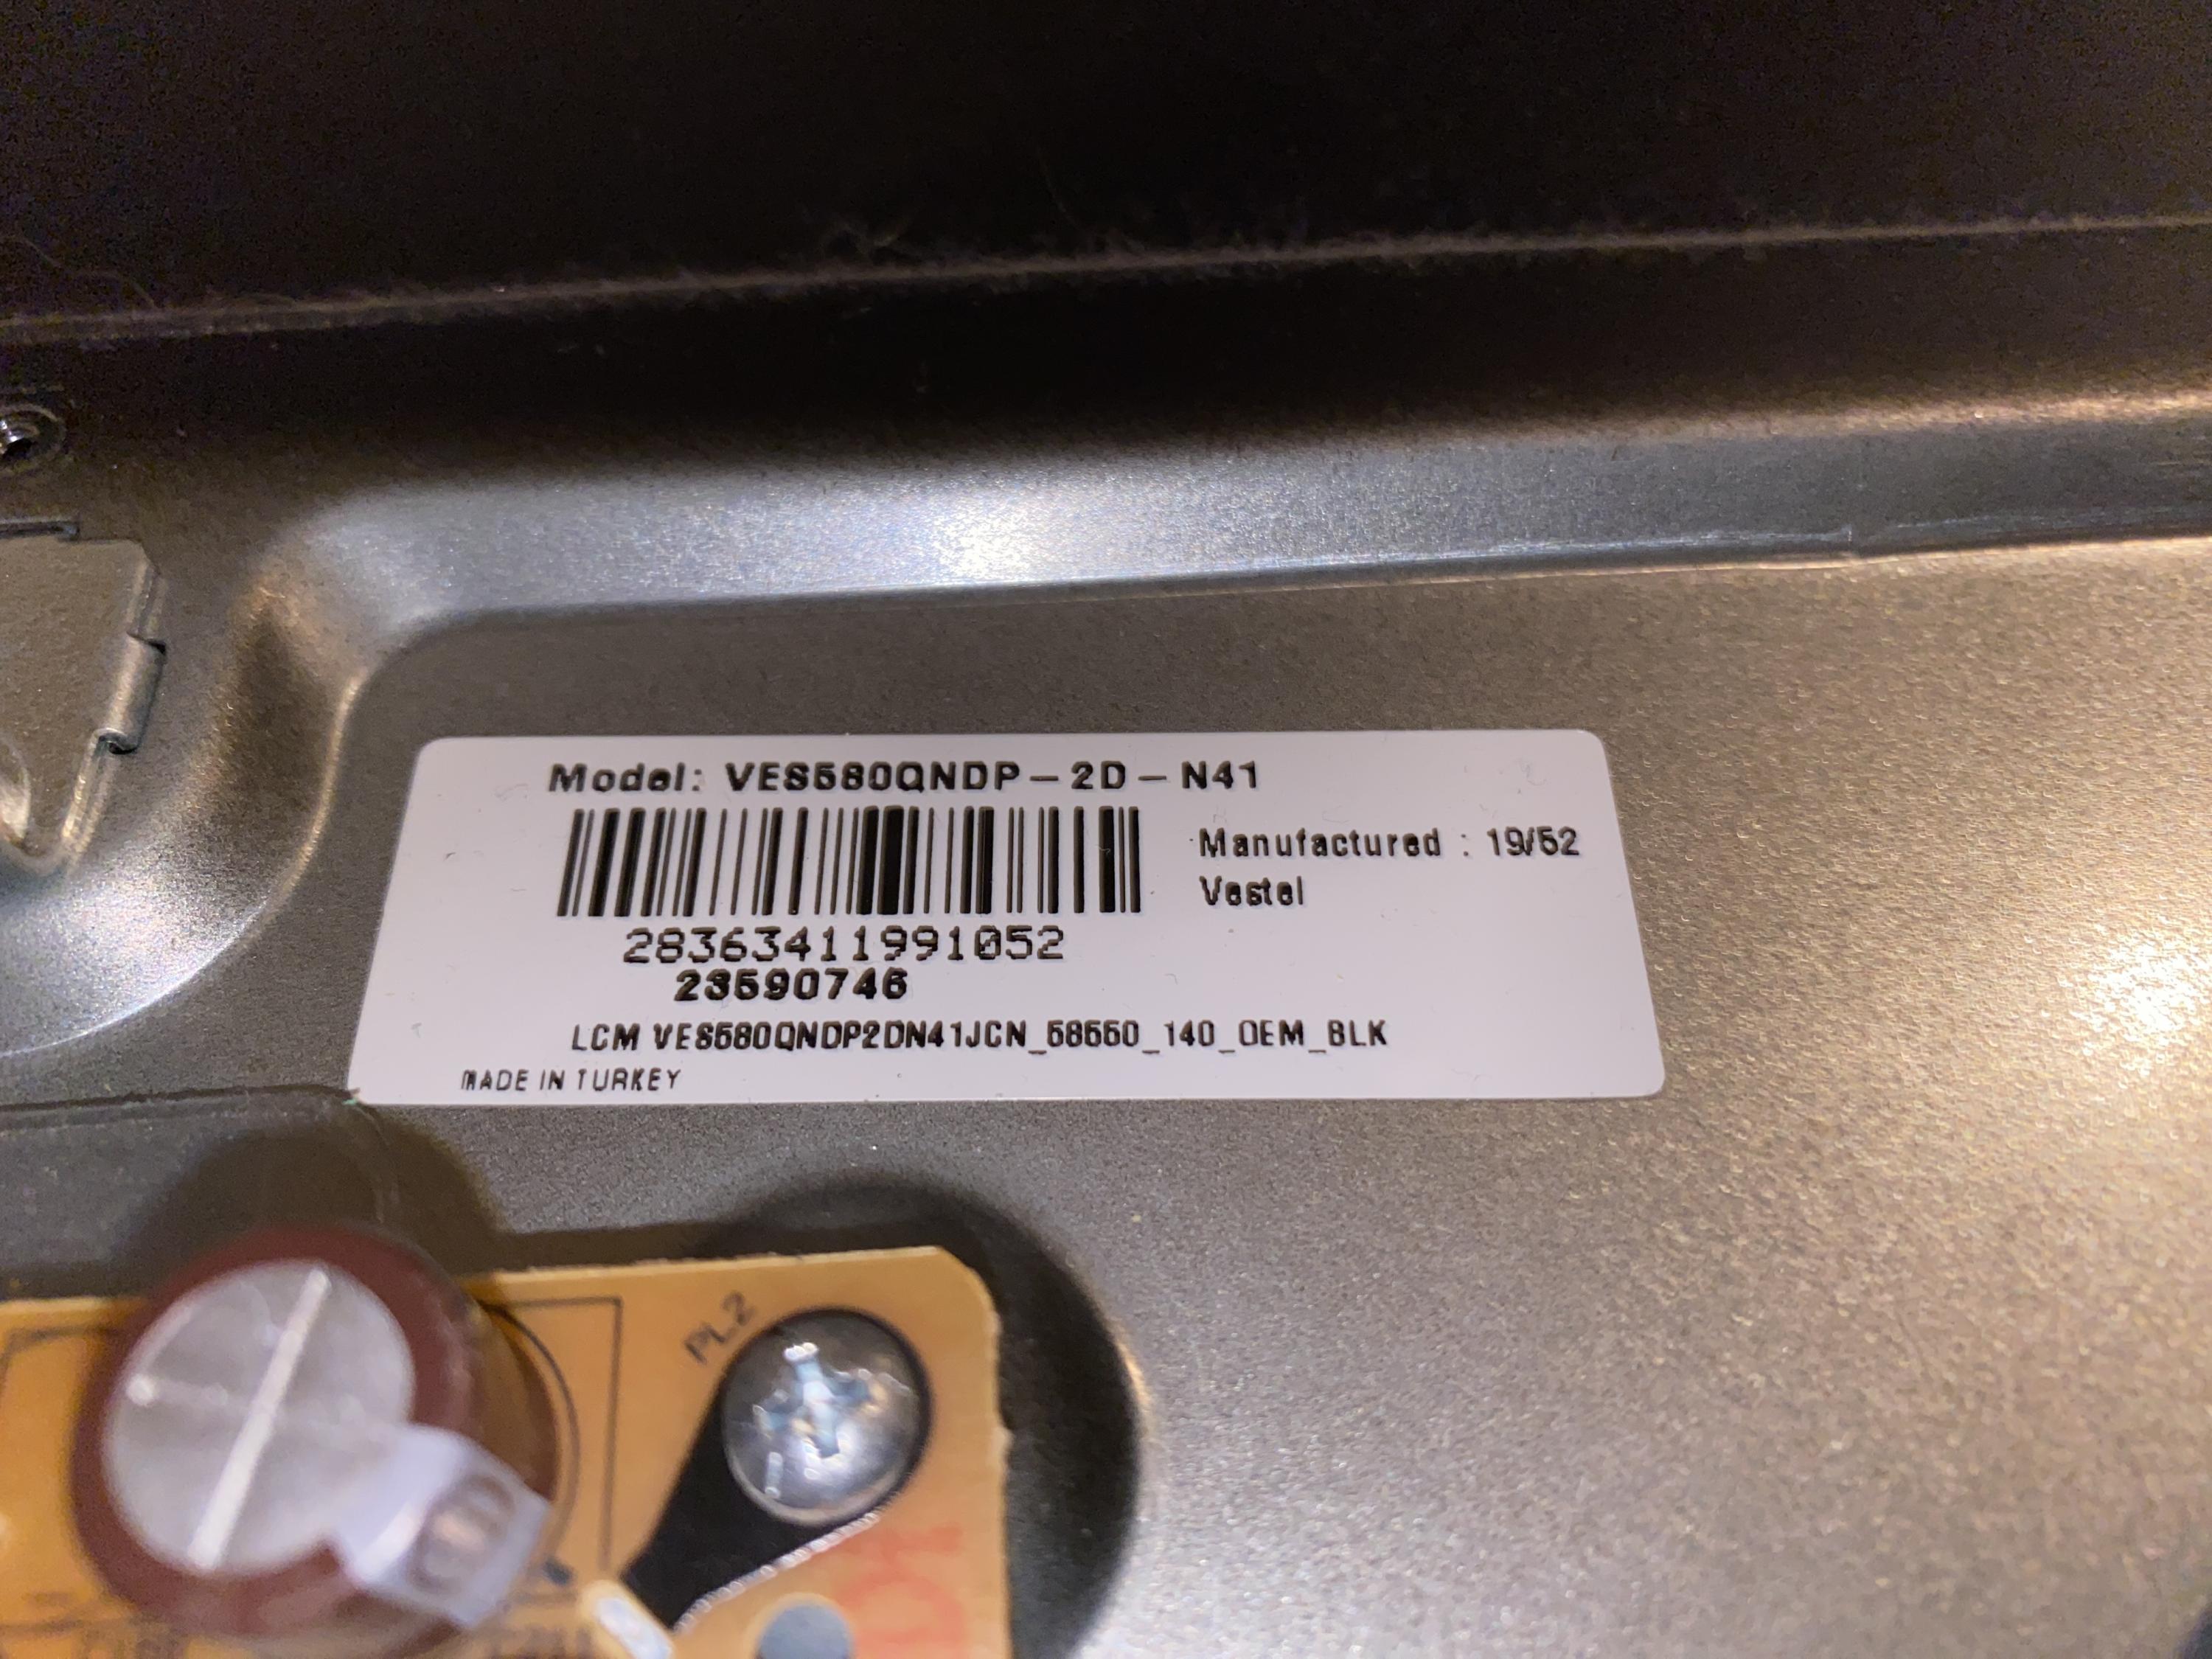 Model: VES580QNDP-2D-N41
Manufactured : 19/52
Vestel
28363411991052
23590746
LCM VES580QNDP2DN41JCN_58550_140_OEM_BLK
MADE IN TURKEY
PL2